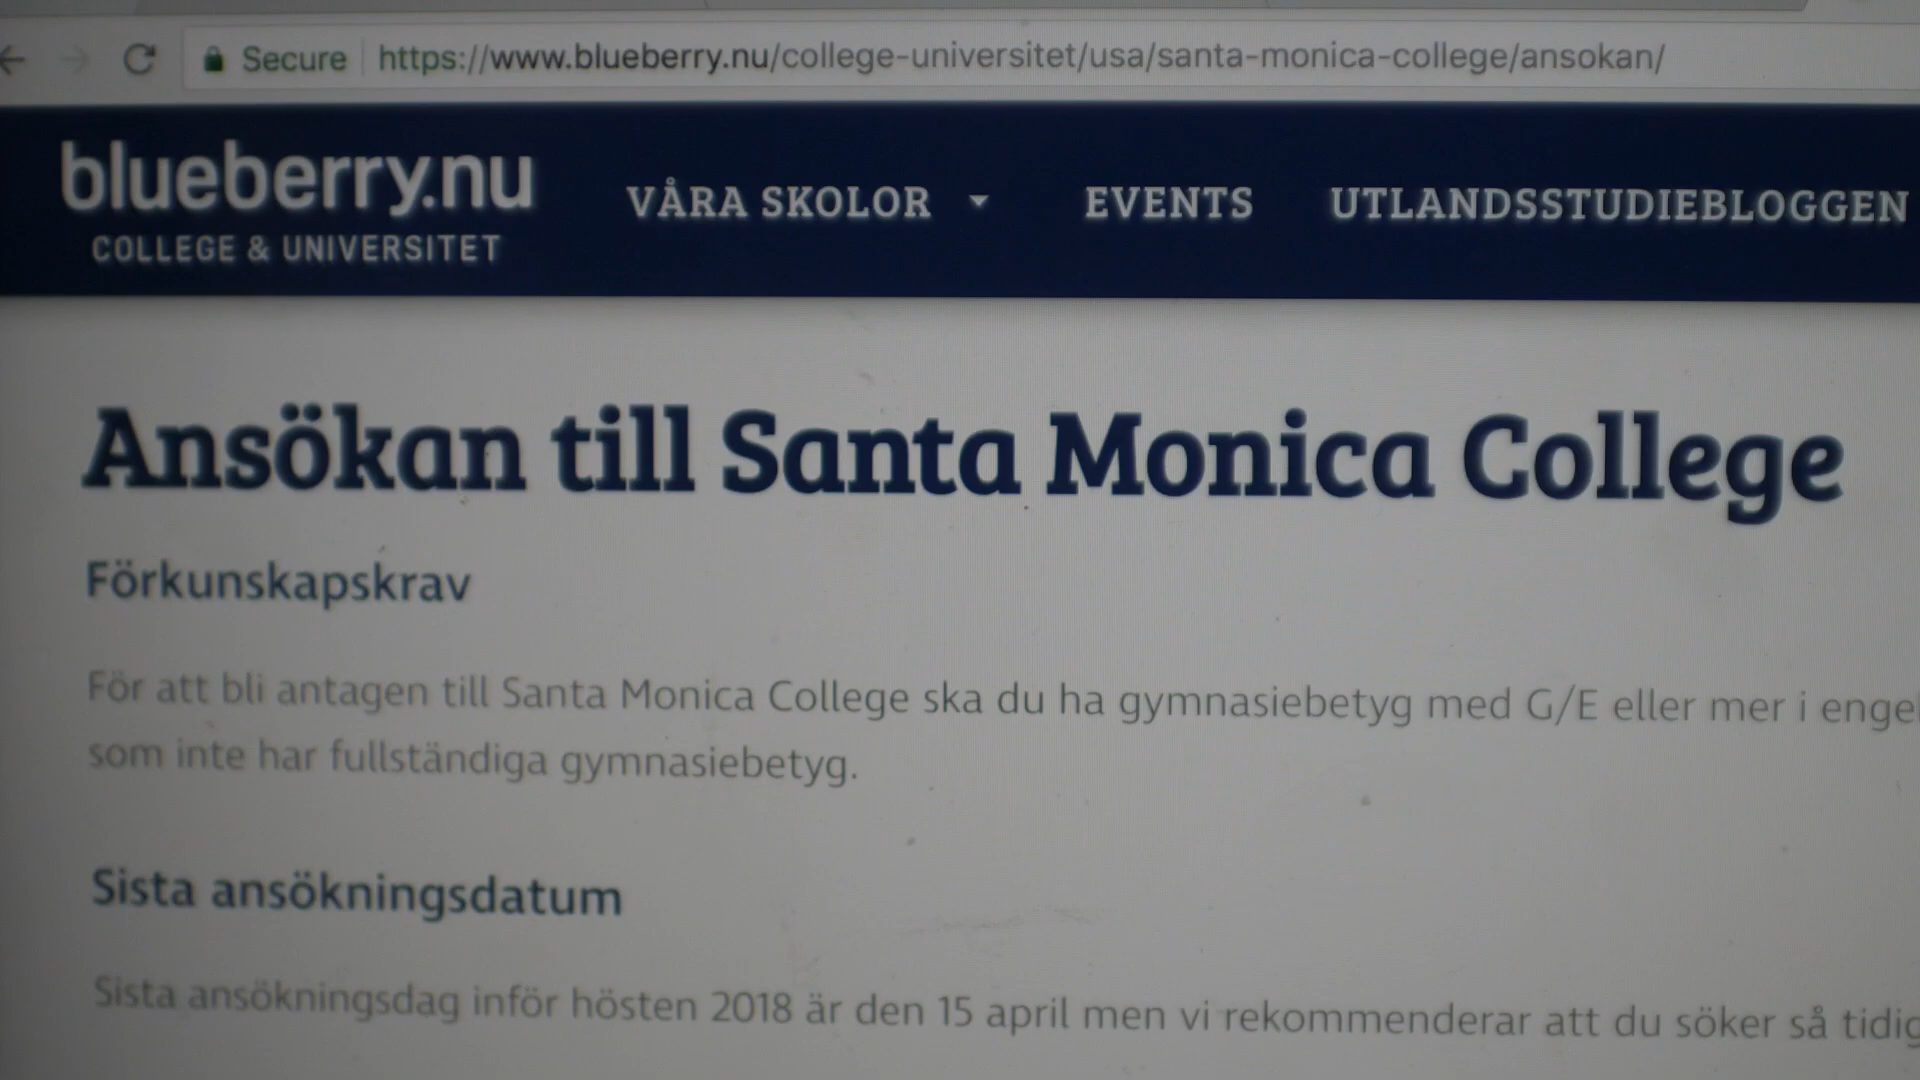 Secure https://www.blueberry.nu/college-universitet/usa/santa-monica-college/ansokan/
blueberry.nu
COLLEGE & UNIVERSITET
VÅRA SKOLOR EVENTS UTLANDSSTUDIEBLOGGEN
Ansökan till Santa Monica College
Förkunskapskrav
För att bli antagen till Santa Monica College ska du ha gymnasiebetyg med G/E eller mer i
som inte har fullständiga gymnasiebetyg.
Sista ansökningsdatum
Sista ansökningsdag inför hösten 2018 är den 15 april men vi rekommenderar att du söker så